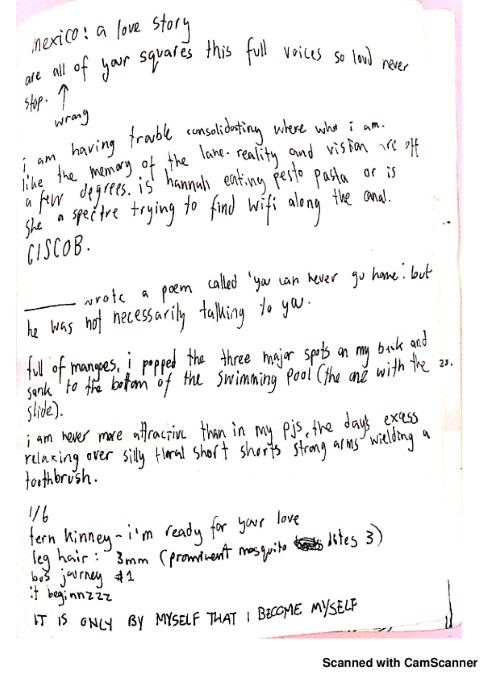 mexico: a love story
are all of your squares this full voices so loud never
stop. ↑
wrong
i am having trouble consolidating where who i am.
like the memory of the lane. reality and vision are off
a few degrees. is hannah eating pesto pasta or is
she a spectre trying to find wifi along the canal.
CISCOB.
______ wrote a poem called 'you can never go home'. but
he was not necessarily talking to you.
full of mangoes, i popped the three major spots on my back and
sank to the bottom of the swimming pool (the one with the
slide).
i am never more attractive than in my pjs, the days excess
relaxing over silly floral short shorts strong arms wielding a
toothbrush.
1/6
fern kinney - i'm ready for your love
leg hair: 3mm (prominent mosquito bites 3)
bus journey #1
it beginnzzz
IT IS ONLY BY MYSELF THAT I BECOME MYSELF
Scanned with CamScanner